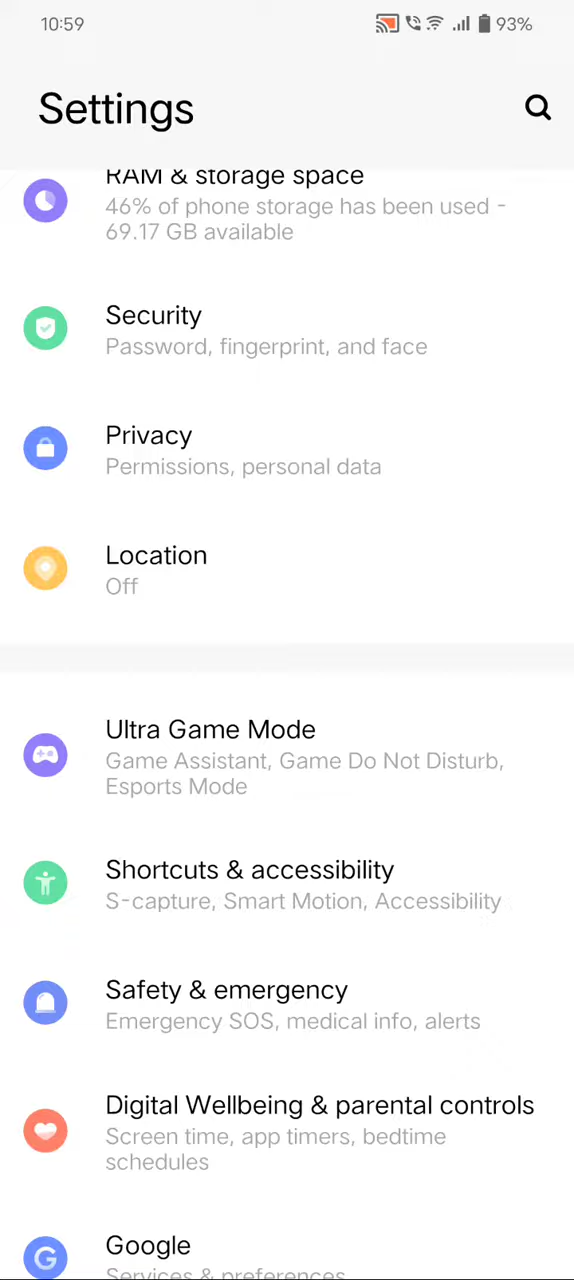 10:59
93%
Settings
RAM & storage space
46% of phone storage has been used -
69.17 GB available
Security
Password, fingerprint, and face
Privacy
Permissions, personal data
Location
Off
Ultra Game Mode
Game Assistant, Game Do Not Disturb,
Esports Mode
Shortcuts & accessibility
S-capture, Smart Motion, Accessibility
Safety & emergency
Emergency SOS, medical info, alerts
Digital Wellbeing & parental controls
Screen time, app timers, bedtime
schedules
Google
Services & preferences